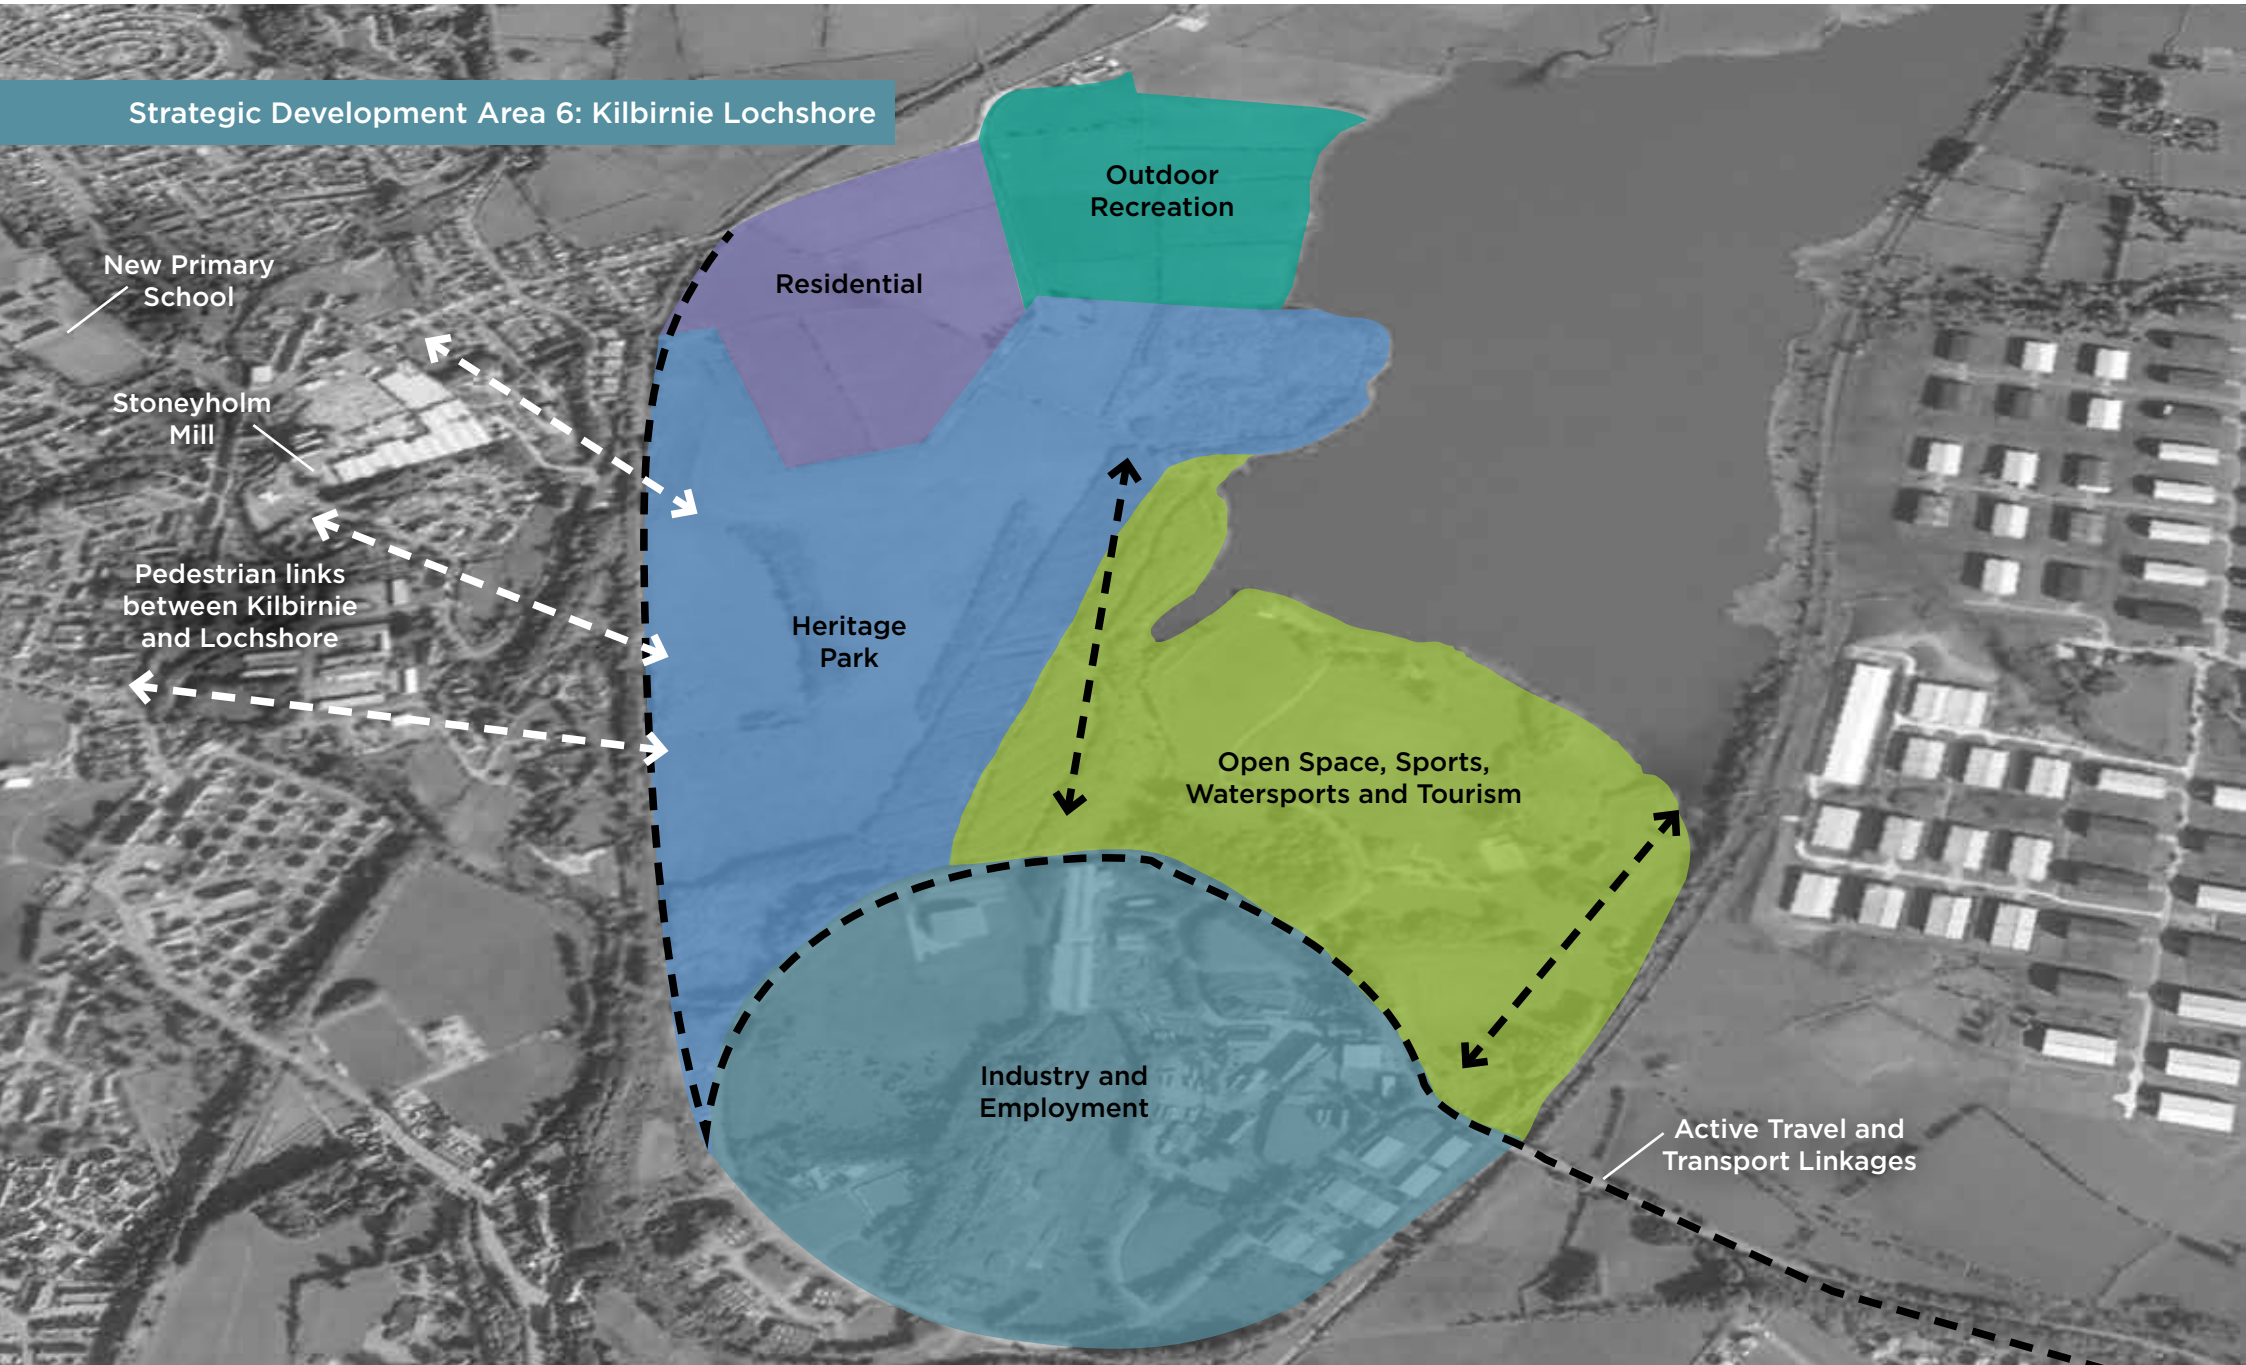 Strategic Development Area 6: Kilbirnie Lochshore
Outdoor
Recreation
New Primary
School
Residential
Stoneyholm
Mill
Pedestrian links
between Kilbirnie
and Lochshore
Heritage
Park
Open Space, Sports,
Watersports and Tourism
Industry and
Employment
Active Travel and
Transport Linkages